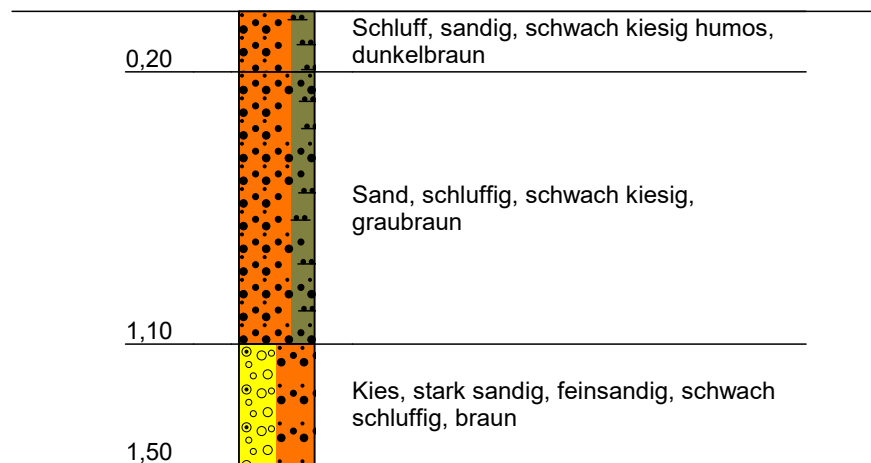 Schluff, sandig, schwach kiesig humos,
dunkelbraun
0,20
Sand, schluffig, schwach kiesig,
graubraun
1,10
Kies, stark sandig, feinsandig, schwach
schluffig, braun
1,50